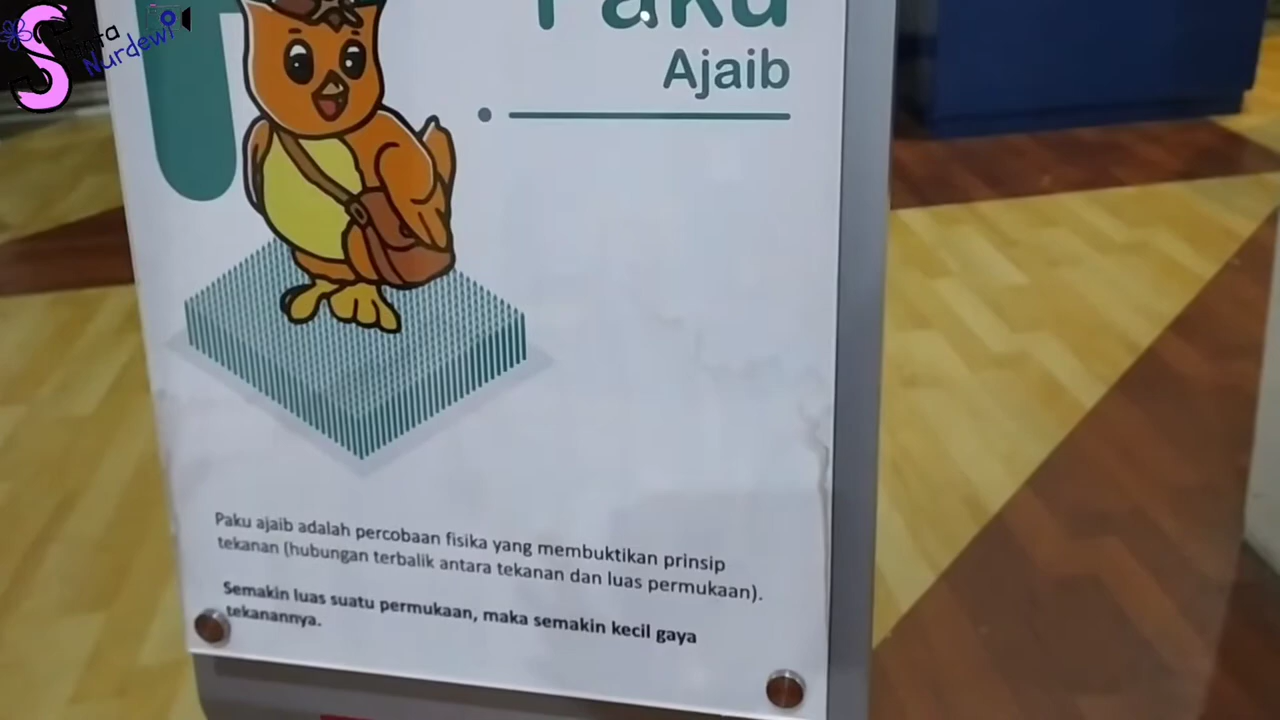 Shinta
Nurdewi
Paku
Ajaib
Paku ajaib adalah percobaan fisika yang membuktikan prinsip
tekanan (hubungan terbalik antara tekanan dan luas permukaan).
Semakin luas suatu permukaan, maka semakin kecil gaya
tekanannya.